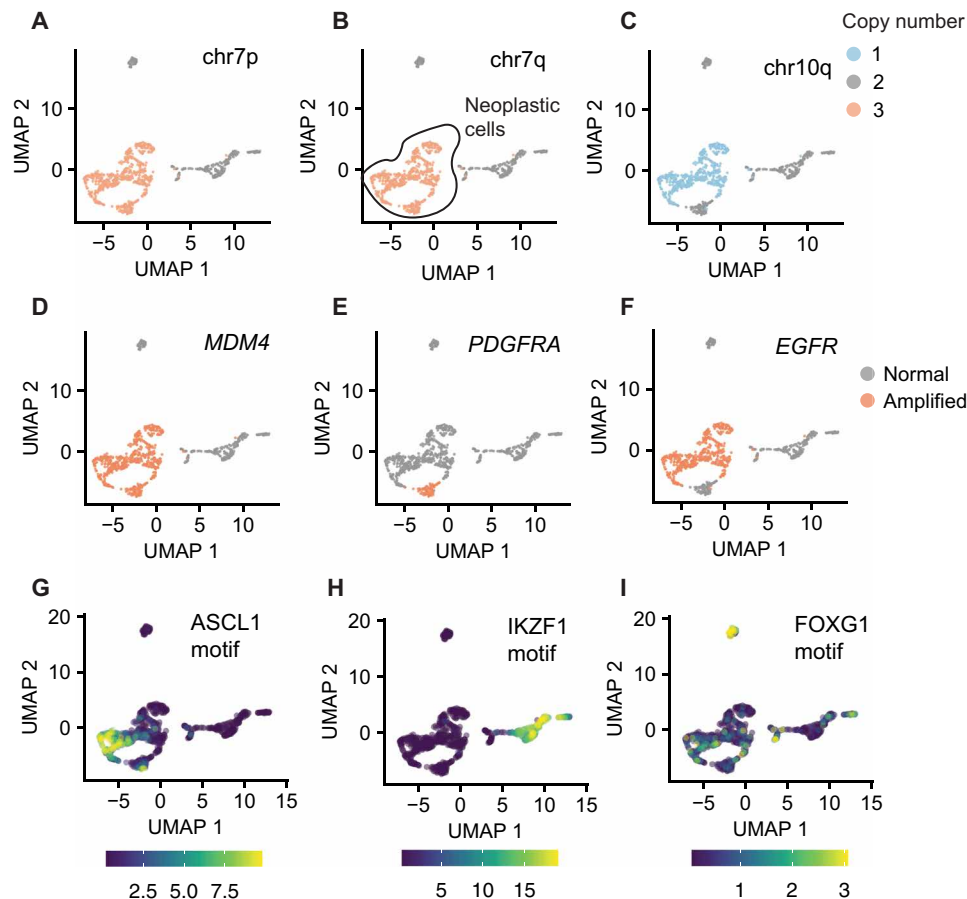 A
chr7p
UMAP 2
10
0
−5
0
5
10
UMAP 1
B
chr7q
Neoplastic
cells
UMAP 2
10
0
−5
0
5
10
UMAP 1
C
chr10q
UMAP 2
10
0
−5
0
5
10
UMAP 1
Copy number
1
2
3
D
MDM4
UMAP 2
10
0
−5
0
5
10
UMAP 1
E
PDGFRA
UMAP 2
10
0
−5
0
5
10
UMAP 1
F
EGFR
UMAP 2
10
0
−5
0
5
10
UMAP 1
Normal
Amplified
G
ASCL1
motif
UMAP 2
20
10
0
−5
0
5
10
15
UMAP 1
2.5 5.0 7.5
H
IKZF1
motif
UMAP 2
20
10
0
−5
0
5
10
15
UMAP 1
5 10 15
I
FOXG1
motif
UMAP 2
20
10
0
−5
0
5
10
15
UMAP 1
1 2 3